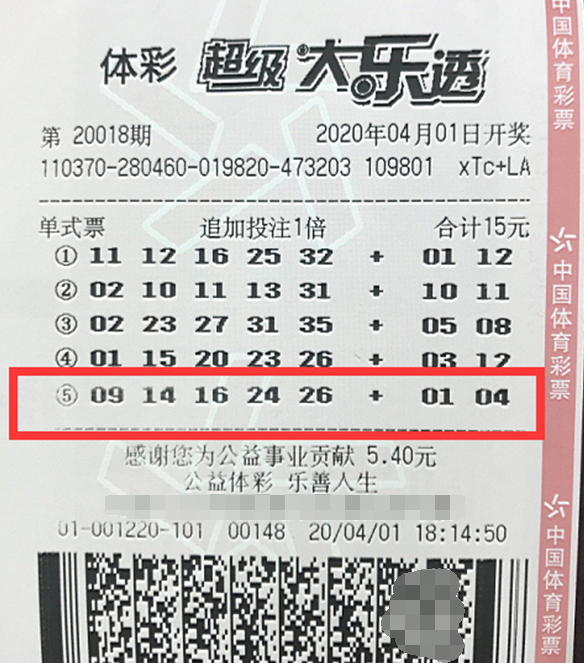 体彩 超级大乐透
第 20018期 2020年04月01日开奖
110370-280460-019820-473203 109801 xTc+LA
单式票 追加投注1倍 合计15元
① 11 12 16 25 32 + 01 12
② 02 10 11 13 31 + 10 11
③ 02 23 27 31 35 + 05 08
④ 01 15 20 23 26 + 03 12
⑤ 09 14 16 24 26 + 01 04
感谢您为公益事业贡献 5.40元
公益体彩 乐善人生
01-001220-101 00148 20/04/01 18:14:50
中国体育彩票
中国体育彩票
中国体育彩票